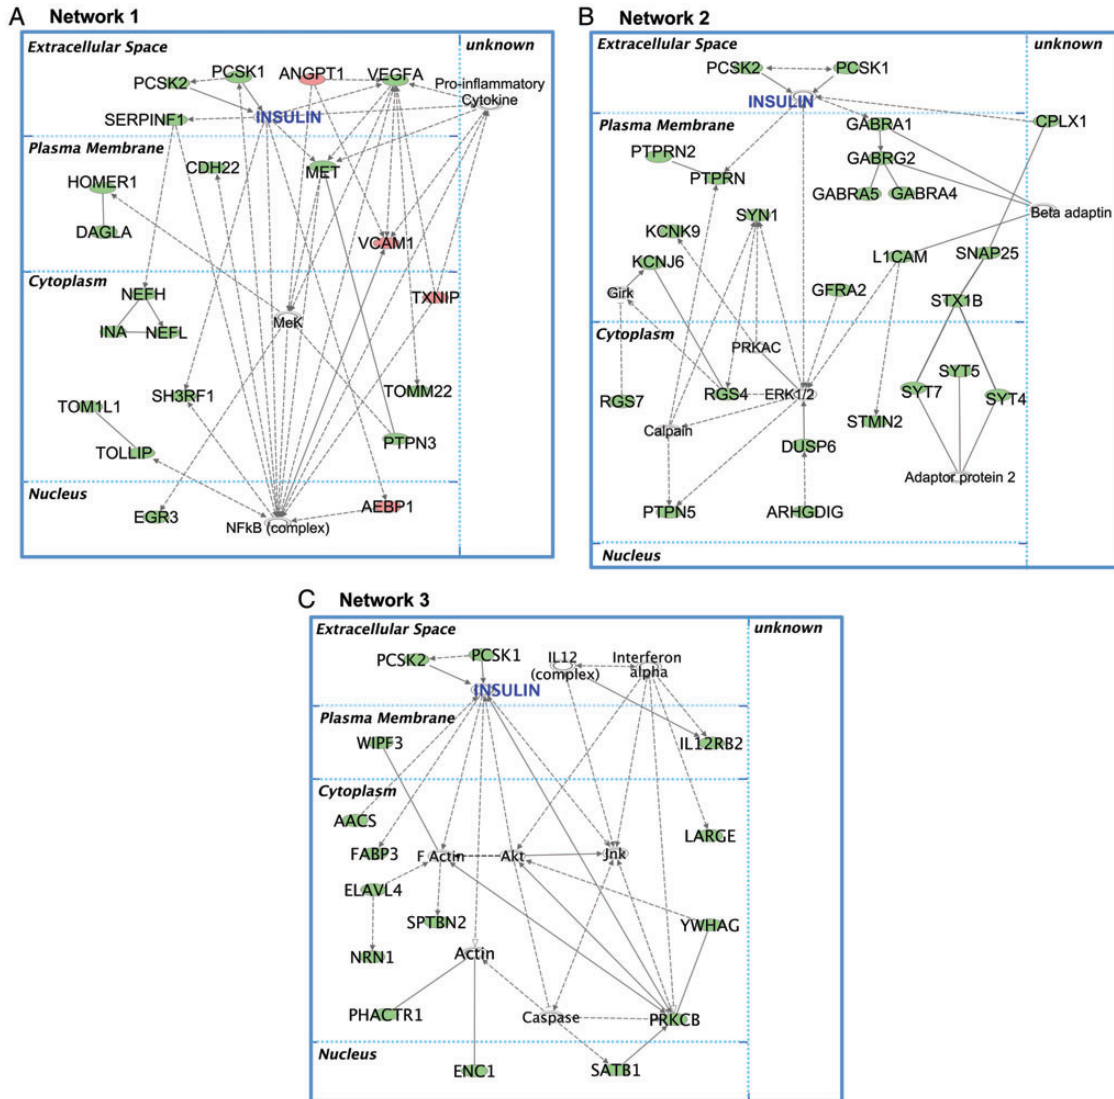 A Network 1
Extracellular Space
unknown
PCSK2
PCSK1
ANGPT1
VEGFA
Pro-inflammatory
Cytokine
SERPINF1
INSULIN
Plasma Membrane
CDH22
MET
HOMER1
DAGLA
VCAM1
Cytoplasm
NEFH
TXNIP
MeK
INA
NEFL
SH3RF1
TOMM22
TOM1L1
TOLLIP
PTPN3
Nucleus
EGR3
NFkB (complex)
AEBP1
B Network 2
Extracellular Space
unknown
PCSK2
PCSK1
INSULIN
Plasma Membrane
GABRA1
CPLX1
PTPRN2
PTPRN
GABRG2
GABRA5
GABRA4
SYN1
Beta adaptin
KCNK9
KCNJ6
L1CAM
SNAP25
Girk
GFRA2
STX1B
Cytoplasm
PRKAC
RGS7
RGS4
ERK1/2
SYT5
SYT7
SYT4
STMN2
Calpain
DUSP6
Adaptor protein 2
PTPN5
ARHGDIG
Nucleus
C Network 3
Extracellular Space
unknown
PCSK2
PCSK1
IL12
(complex)
Interferon
alpha
INSULIN
Plasma Membrane
WIPF3
IL12RB2
Cytoplasm
AACS
LARGE
FABP3
F Actin
Akt
Jnk
ELAVL4
SPTBN2
YWHAG
NRN1
Actin
PHACTR1
Caspase
PRKCB
Nucleus
ENC1
SATB1